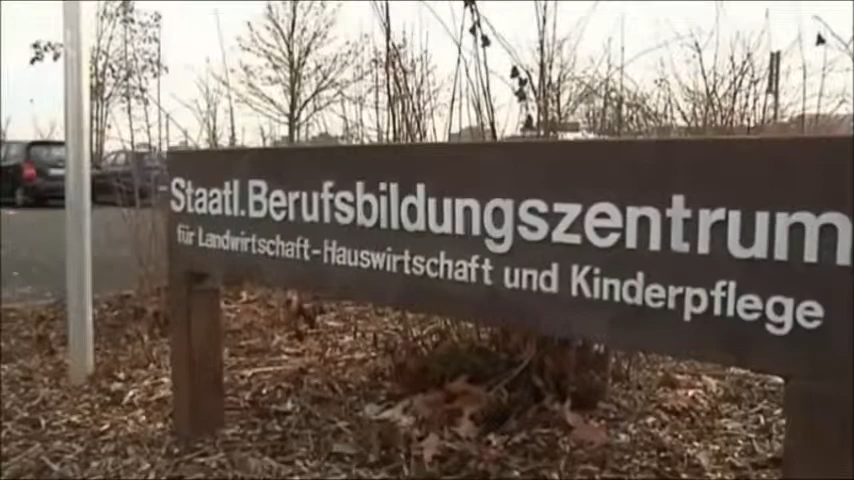 Staatl. Berufsbildungszentrum
für Landwirtschaft-Hauswirtschaft und Kinderpflege